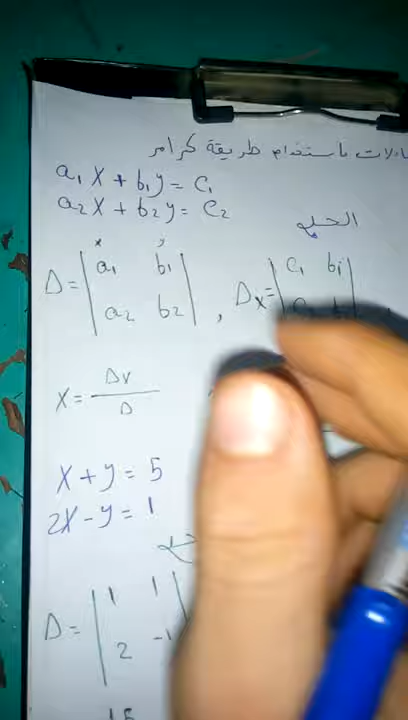 باستخدام طريقة كرامر
a₁x + b₁y = c₁
a₂x + b₂y = c₂
الحل
x y
Δ = | a₁ b₁ | , Δx = | c₁ b₁ |
| a₂ b₂ |
x = Δx / Δ
x + y = 5
2x - y = 1
Δ = | 1 1 |
| 2 -1